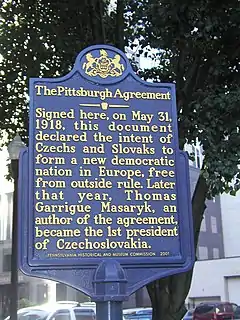 The Pittsburgh Agreement
Signed here, on May 31,
1918, this document
declared the intent of
Czechs and Slovaks to
form a new democratic
nation in Europe, free
from outside rule. Later
that year, Thomas
Garrigue Masaryk, an
author of the agreement,
became the 1st president
of Czechoslovakia.
PENNSYLVANIA HISTORICAL AND MUSEUM COMMISSION 2007